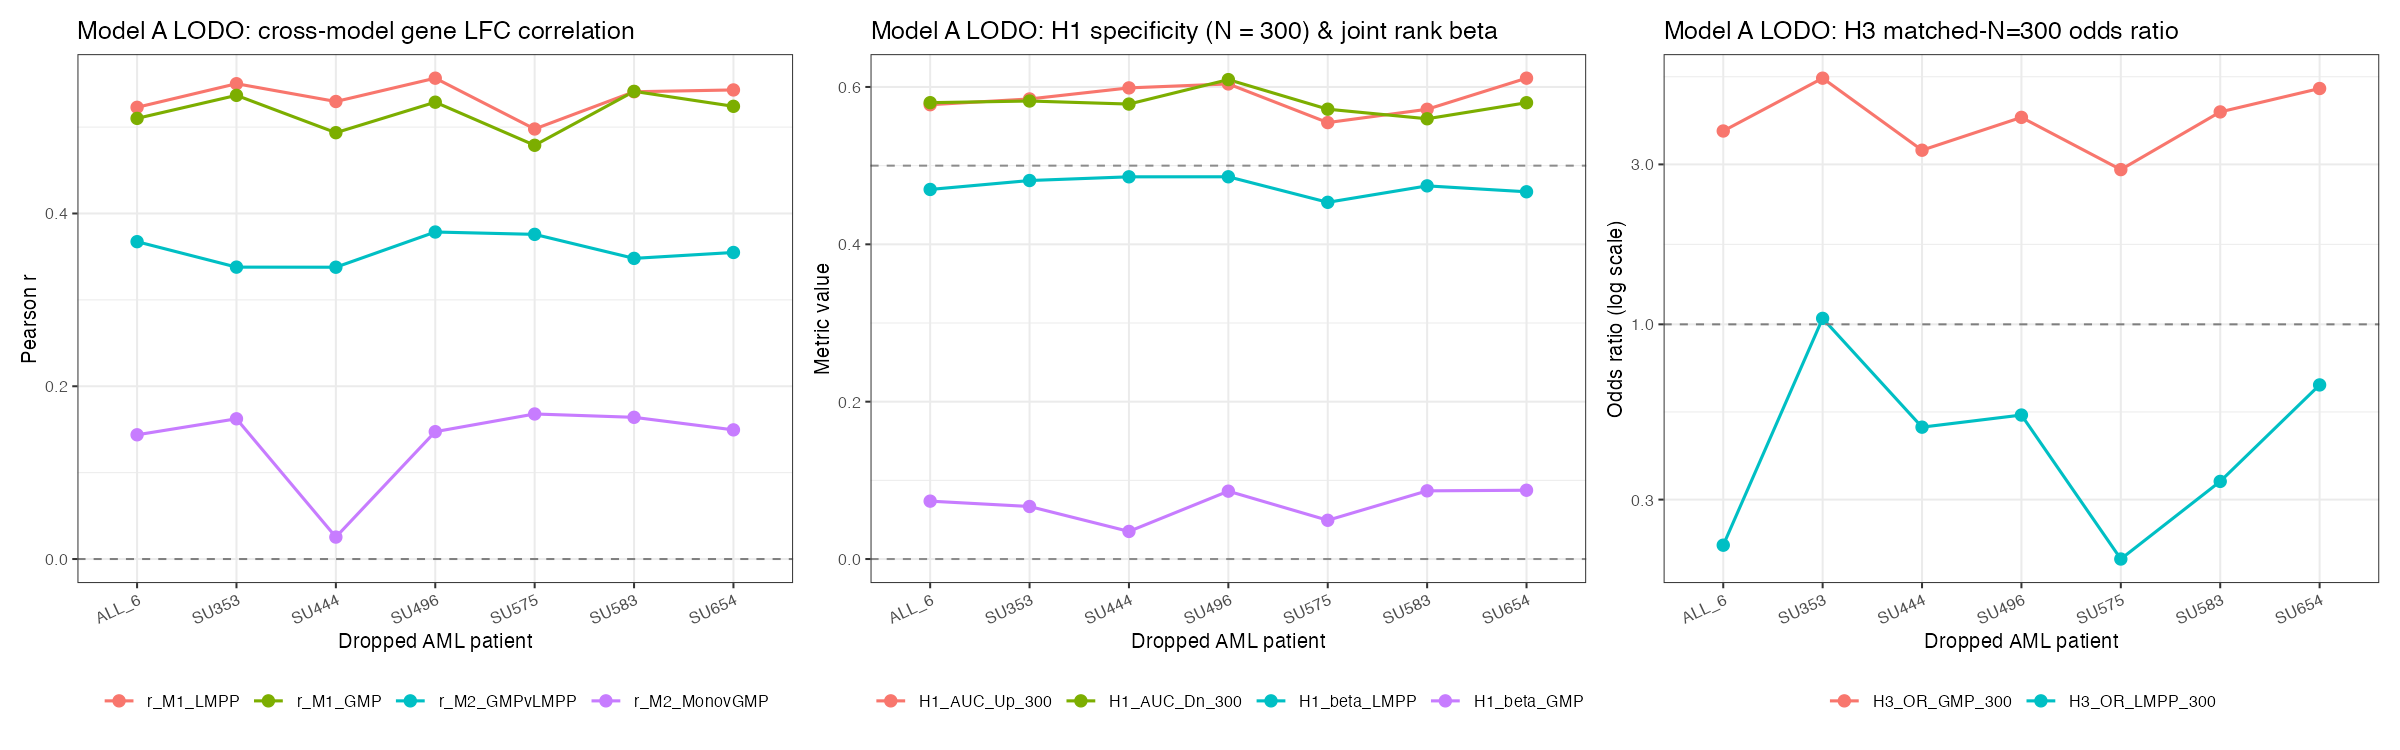 Model A LODO: cross-model gene LFC correlation
Pearson r
0.4
0.2
0.0
ALL_6
SU353
SU444
SU496
SU575
SU583
SU654
Dropped AML patient
r_M1_LMPP
r_M1_GMP
r_M2_GMPvLMPP
r_M2_MonovGMP
Model A LODO: H1 specificity (N = 300) & joint rank beta
Metric value
0.6
0.4
0.2
0.0
ALL_6
SU353
SU444
SU496
SU575
SU583
SU654
Dropped AML patient
H1_AUC_Up_300
H1_AUC_Dn_300
H1_beta_LMPP
H1_beta_GMP
Model A LODO: H3 matched-N=300 odds ratio
Odds ratio (log scale)
3.0
1.0
0.3
ALL_6
SU353
SU444
SU496
SU575
SU583
SU654
Dropped AML patient
H3_OR_GMP_300
H3_OR_LMPP_300